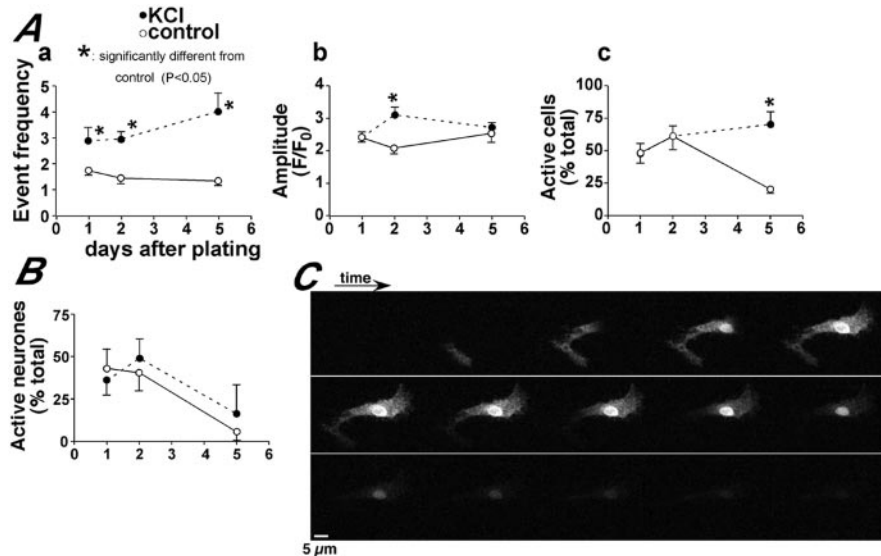 A
● KCl
○ control
*: significantly different from
control (P<0.05)
a
Event frequency
5
4
3
2
1
0
* * *
0 1 2 3 4 5 6
days after plating
b
Amplitude
(F/F0)
4
3
2
1
0
*
0 1 2 3 4 5 6
c
Active cells
(% total)
100
75
50
25
0
*
0 1 2 3 4 5 6
B
Active neurones
(% total)
75
50
25
0
0 1 2 3 4 5 6
C
time
5 µm